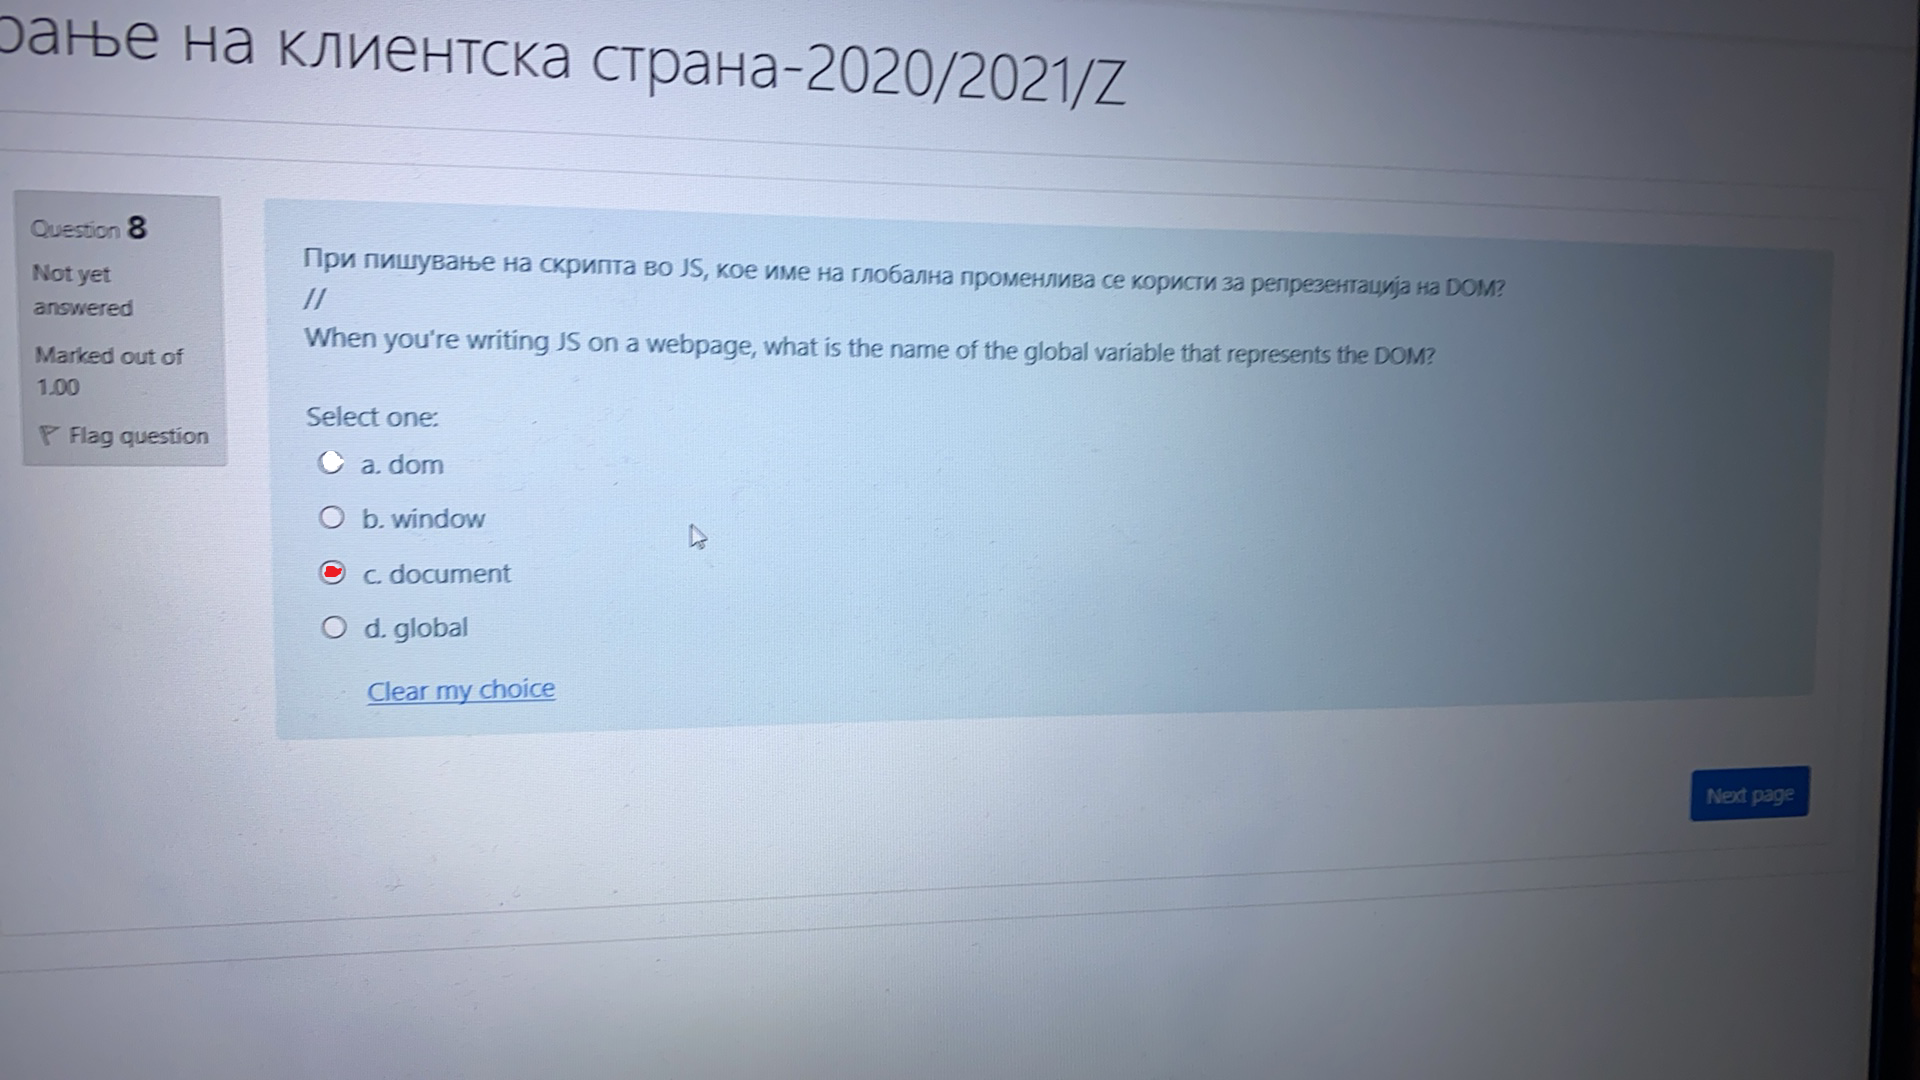 рање на клиентска страна-2020/2021/Z
Question 8
Not yet
answered
Marked out of
1.00
Flag question
При пишување на скрипта во JS, кое име на глобална променлива се користи за репрезентација на DOM?
//
When you're writing JS on a webpage, what is the name of the global variable that represents the DOM?
Select one:
a. dom
b. window
c. document
d. global
Clear my choice
Next page